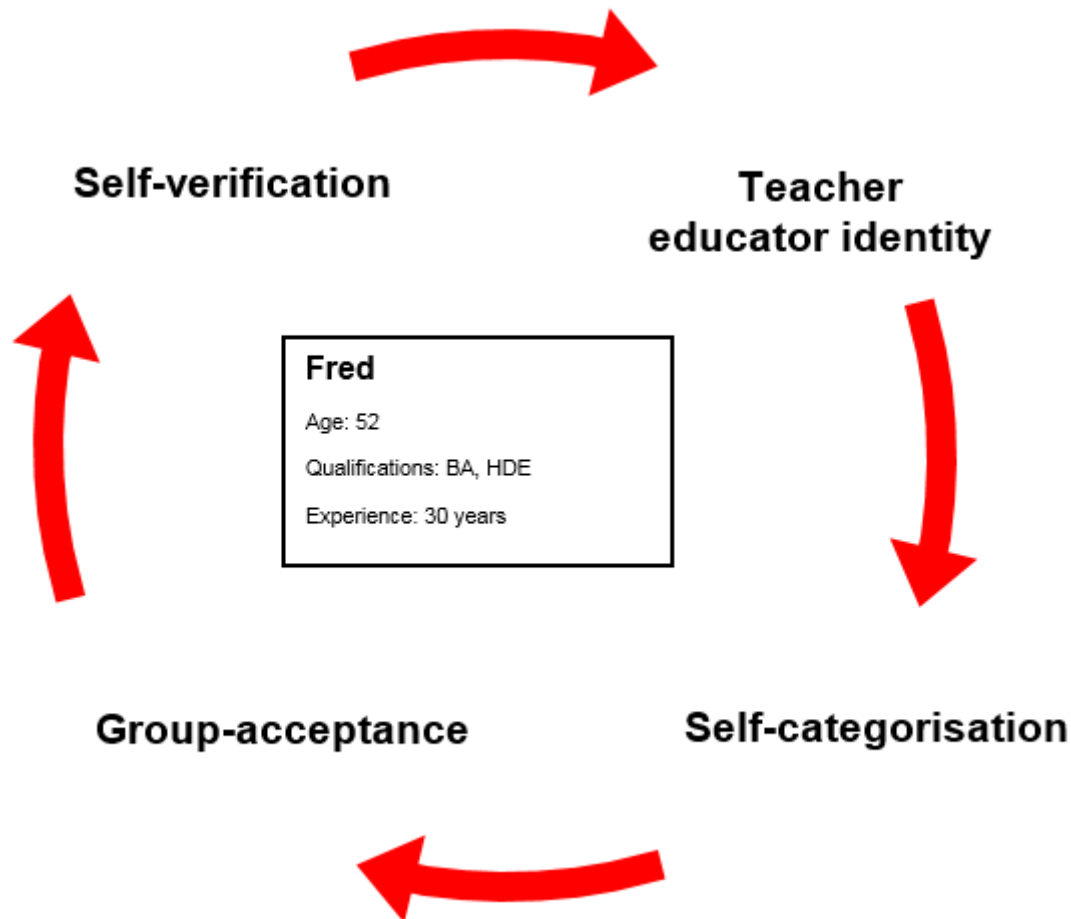 Self-verification
Teacher
educator identity
Fred
Age: 52
Qualifications: BA, HDE
Experience: 30 years
Group-acceptance
Self-categorisation